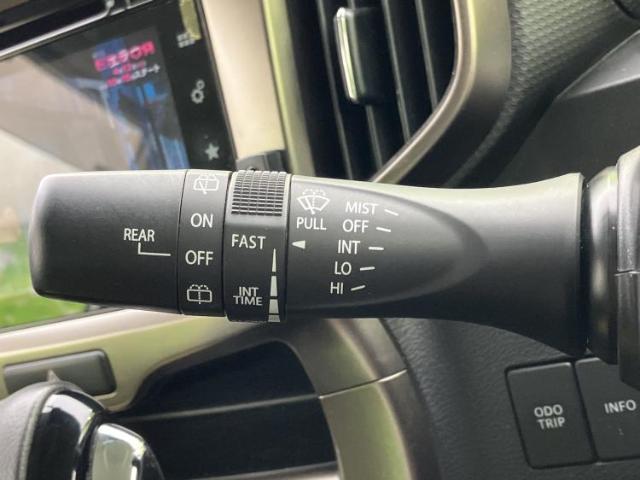 REAR
ON
OFF
FAST
INT
TIME
PULL
MIST
OFF
INT
LO
HI
ODO
TRIP
INFO